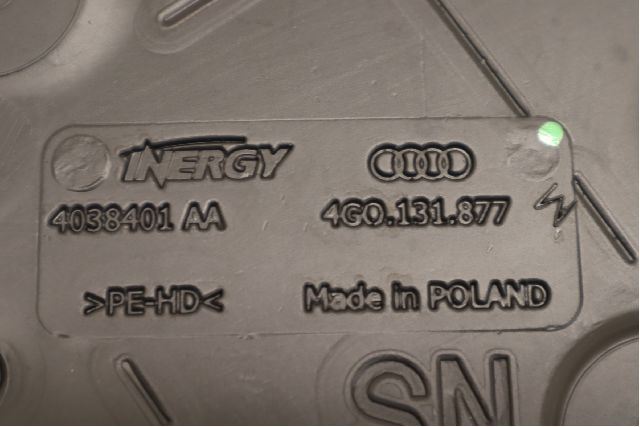 INERGY
4038401 AA
4G0.131.877
>PE-HD<
Made in POLAND
SN